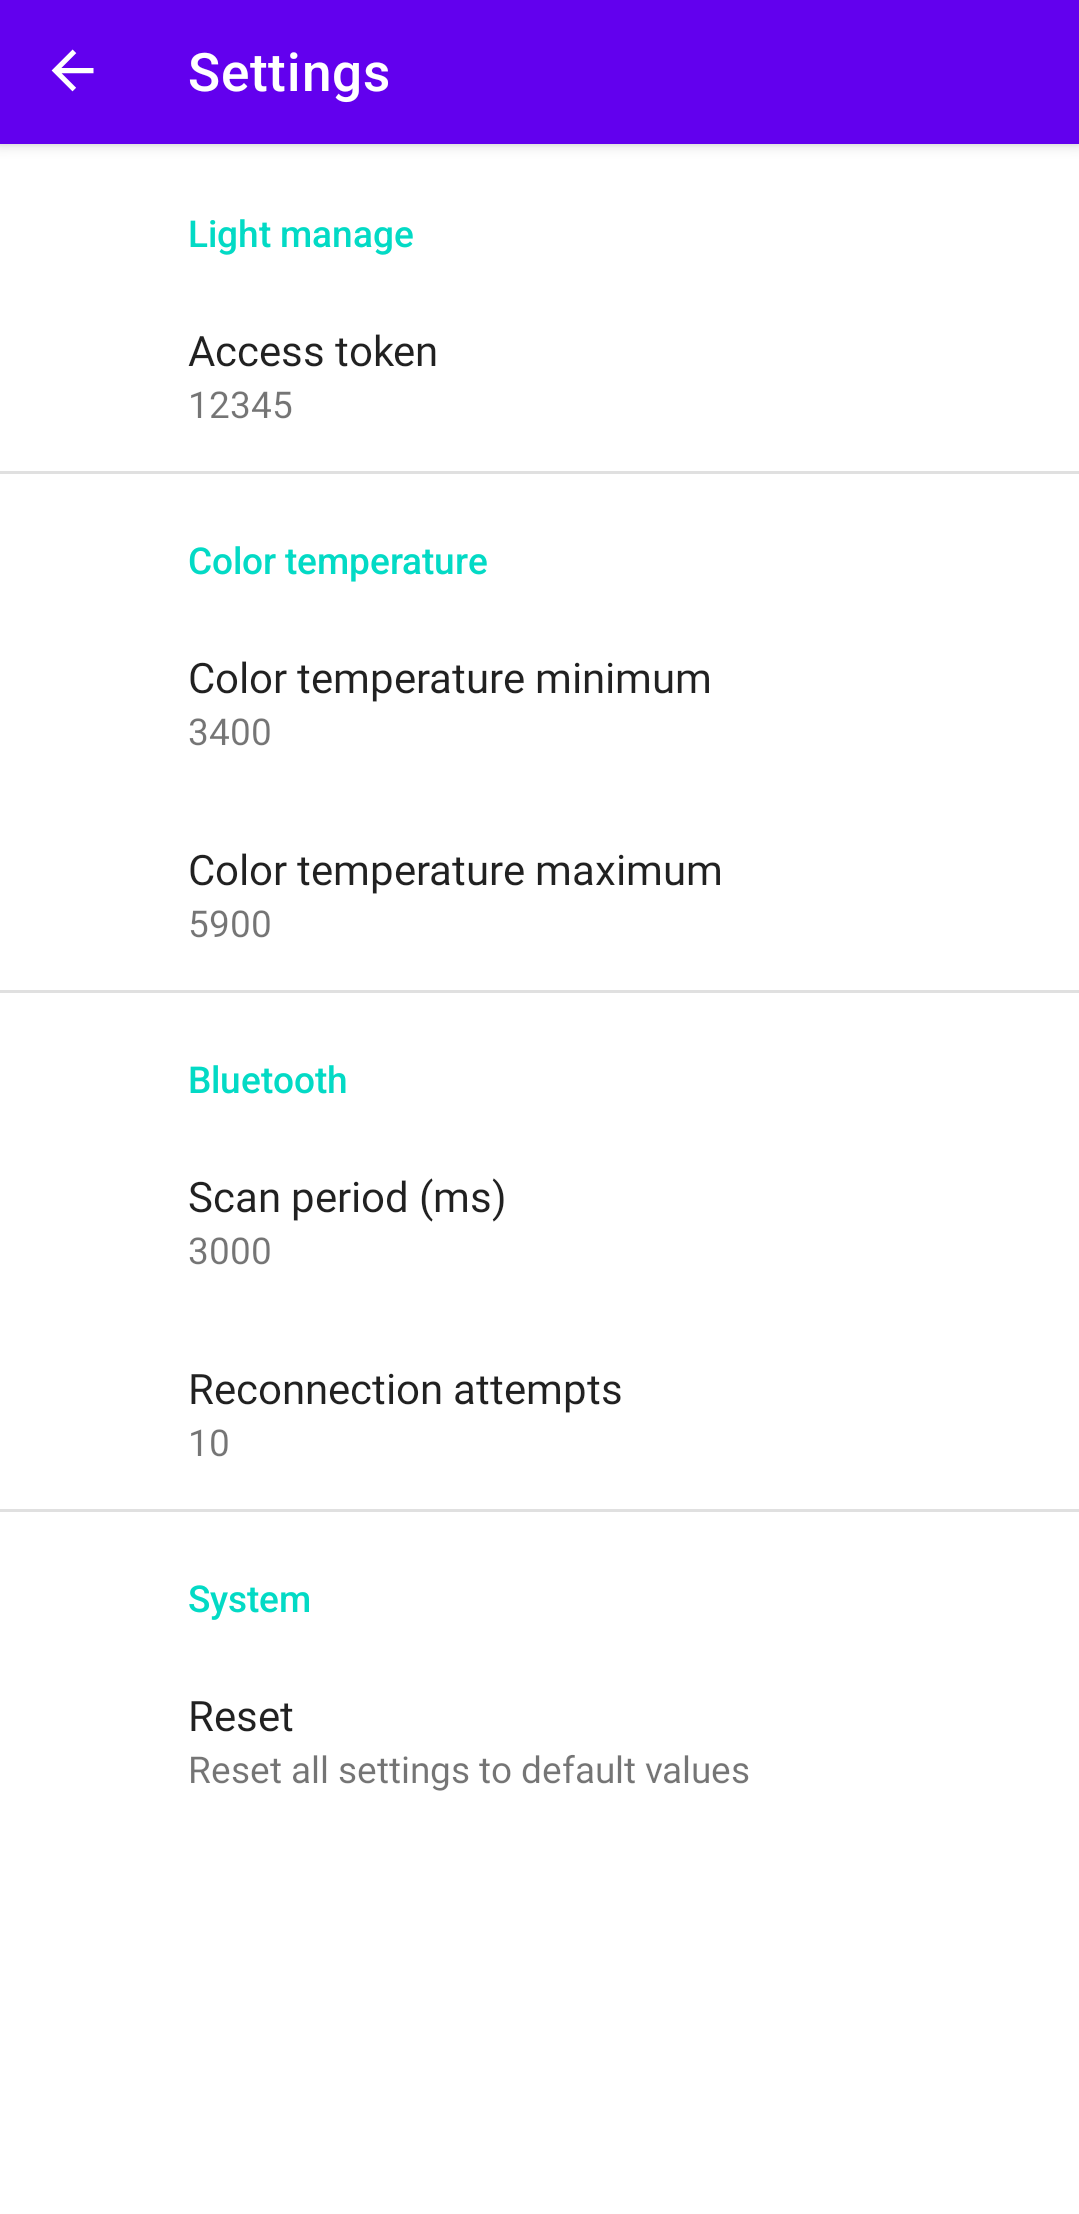 Settings
Light manage
Access token
12345
Color temperature
Color temperature minimum
3400
Color temperature maximum
5900
Bluetooth
Scan period (ms)
3000
Reconnection attempts
10
System
Reset
Reset all settings to default values